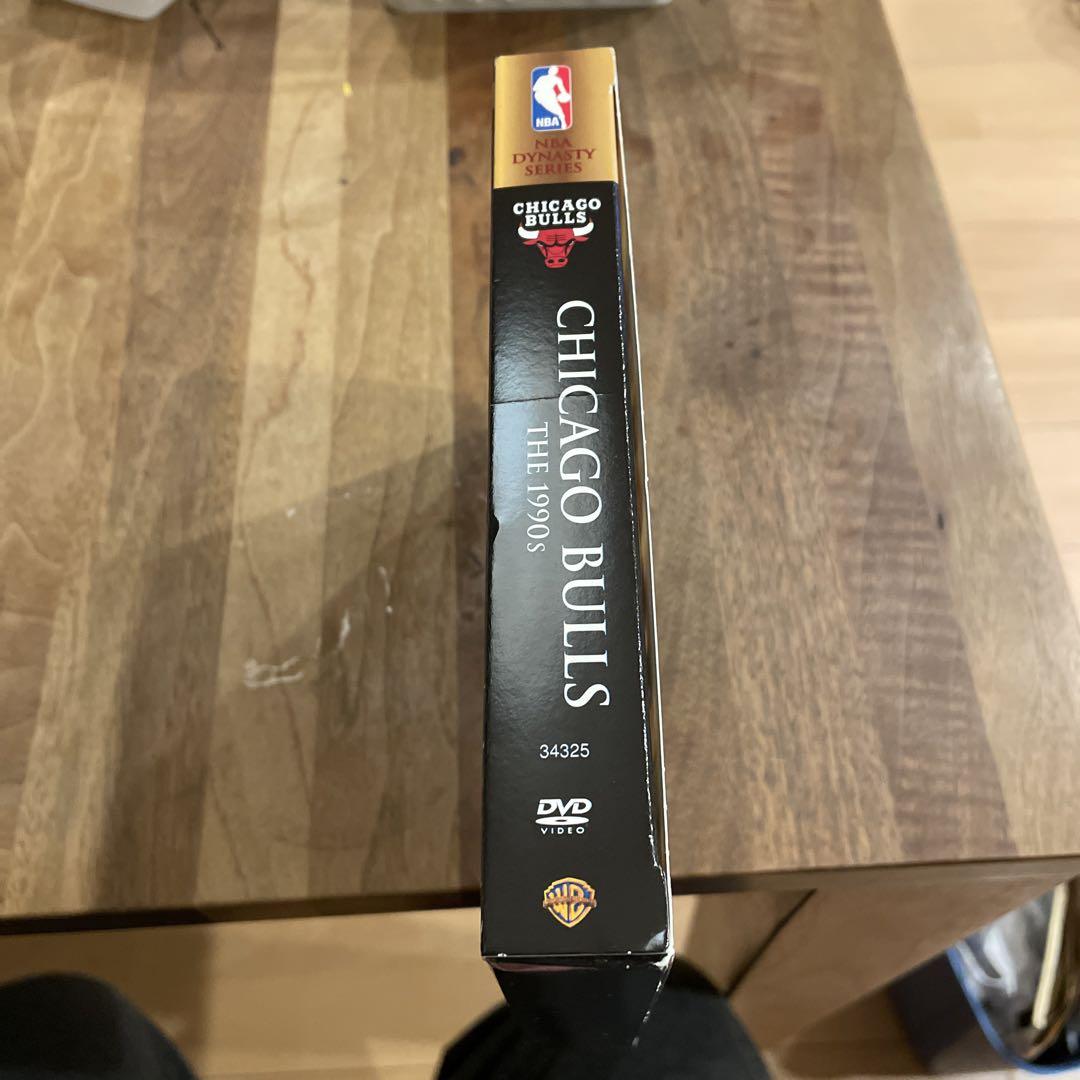 NBA
NBA
DYNASTY
SERIES
CHICAGO
BULLS
CHICAGO BULLS
THE 1990s
34325
DVD
VIDEO
WB